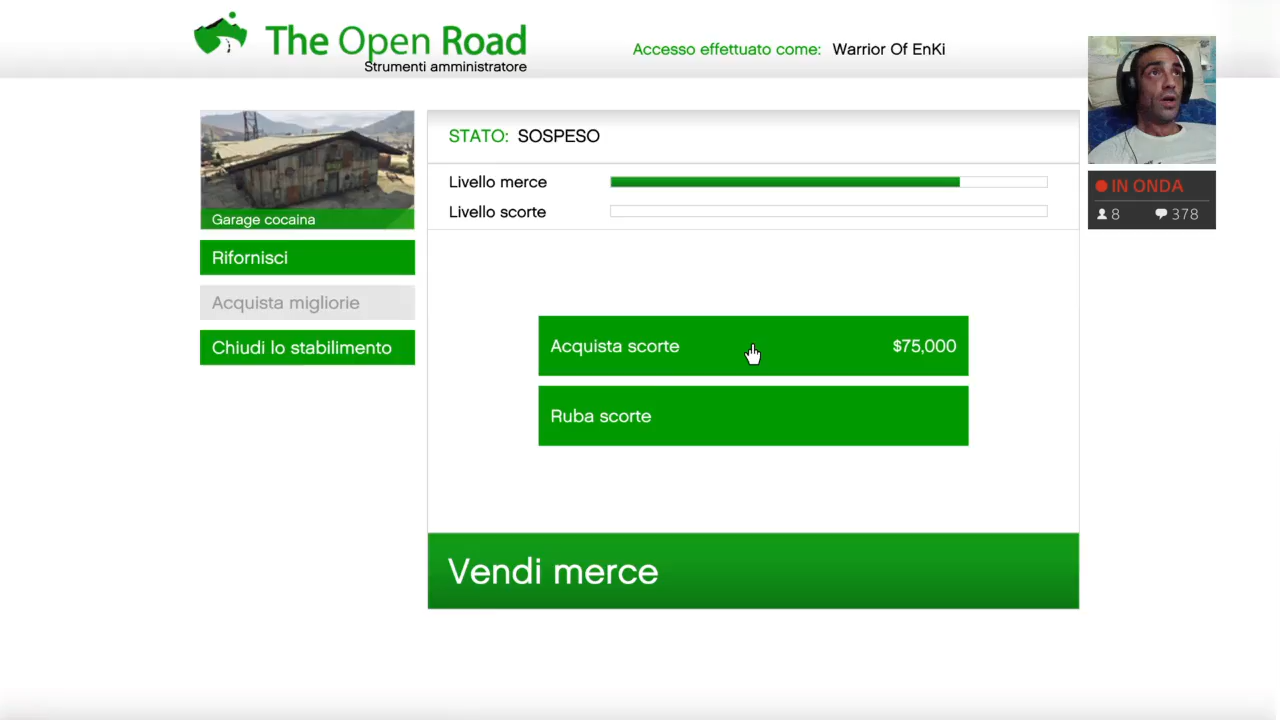 The Open Road
Strumenti amministratore
Accesso effettuato come: Warrior Of EnKi
Garage cocaina
Rifornisci
Acquista migliorie
Chiudi lo stabilimento
STATO: SOSPESO
Livello merce
Livello scorte
Acquista scorte $75,000
Ruba scorte
Vendi merce
IN ONDA
8 378